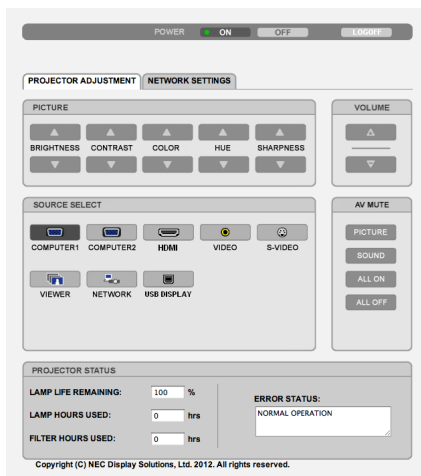 POWER ON OFF LOGOFF
PROJECTOR ADJUSTMENT NETWORK SETTINGS
PICTURE VOLUME
BRIGHTNESS CONTRAST COLOR HUE SHARPNESS
SOURCE SELECT AV MUTE
PICTURE
COMPUTER1 COMPUTER2 HDMI VIDEO S-VIDEO
SOUND
VIEWER NETWORK USB DISPLAY
ALL ON
ALL OFF
PROJECTOR STATUS
LAMP LIFE REMAINING: 100 %
ERROR STATUS:
LAMP HOURS USED: 0 hrs
NORMAL OPERATION
FILTER HOURS USED: 0 hrs
Copyright (C) NEC Display Solutions, Ltd. 2012. All rights reserved.